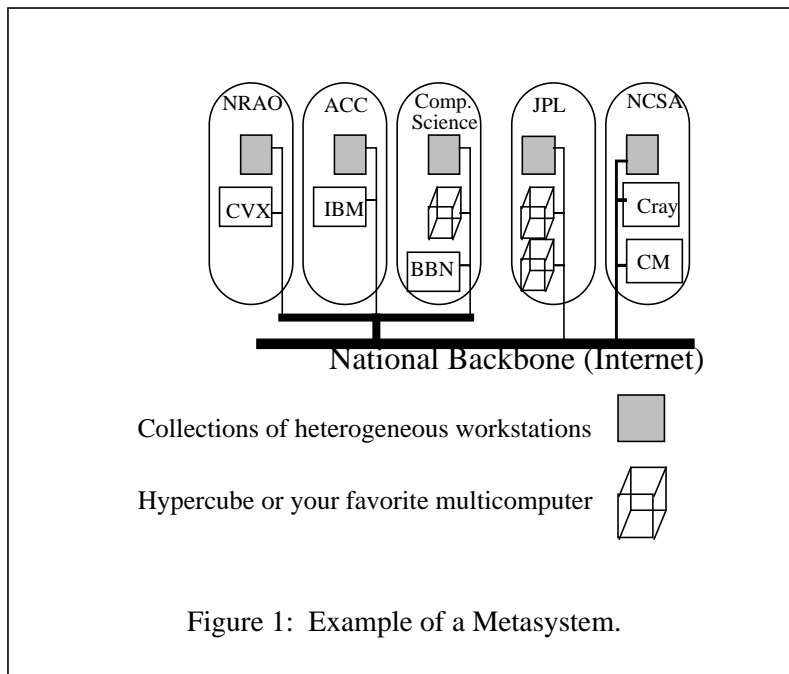 NRAO
ACC
Comp.
Science
JPL
NCSA
CVX
IBM
BBN
Cray
CM
National Backbone (Internet)
Collections of heterogeneous workstations
Hypercube or your favorite multicomputer
Figure 1: Example of a Metasystem.